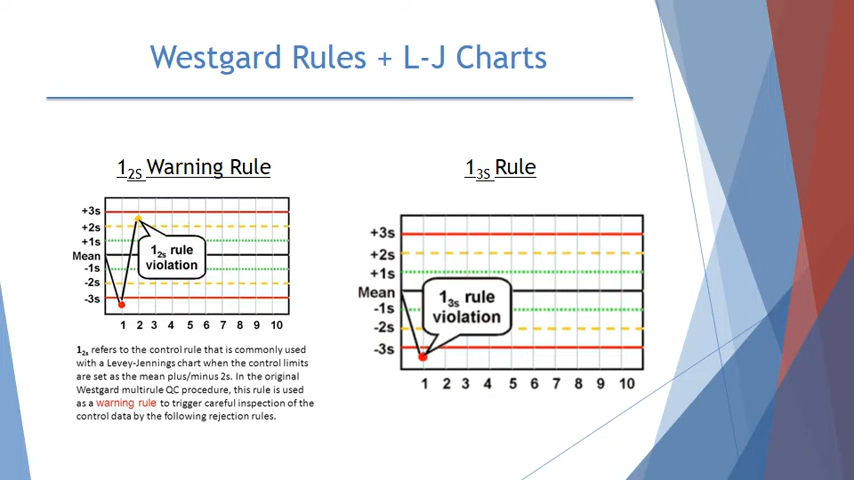 Westgard Rules + L-J Charts
1₂S Warning Rule
+3s
+2s
+1s
Mean
-1s
-2s
-3s
1₂s rule
violation
1 2 3 4 5 6 7 8 9 10
1₂s refers to the control rule that is commonly used
with a Levey-Jennings chart when the control limits
are set as the mean plus/minus 2s. In the original
Westgard multirule QC procedure, this rule is used
as a warning rule to trigger careful inspection of the
control data by the following rejection rules.
1₃S Rule
+3s
+2s
+1s
Mean
-1s
-2s
-3s
1₃s rule
violation
1 2 3 4 5 6 7 8 9 10